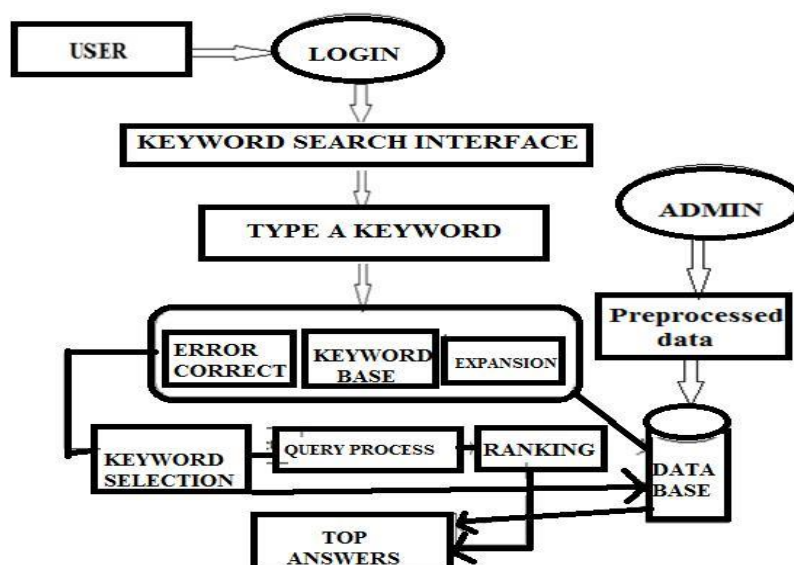 USER
LOGIN
KEYWORD SEARCH INTERFACE
TYPE A KEYWORD
ADMIN
Preprocessed
data
ERROR
CORRECT
KEYWORD
BASE
EXPANSION
KEYWORD
SELECTION
QUERY PROCESS
RANKING
DATA
BASE
TOP
ANSWERS